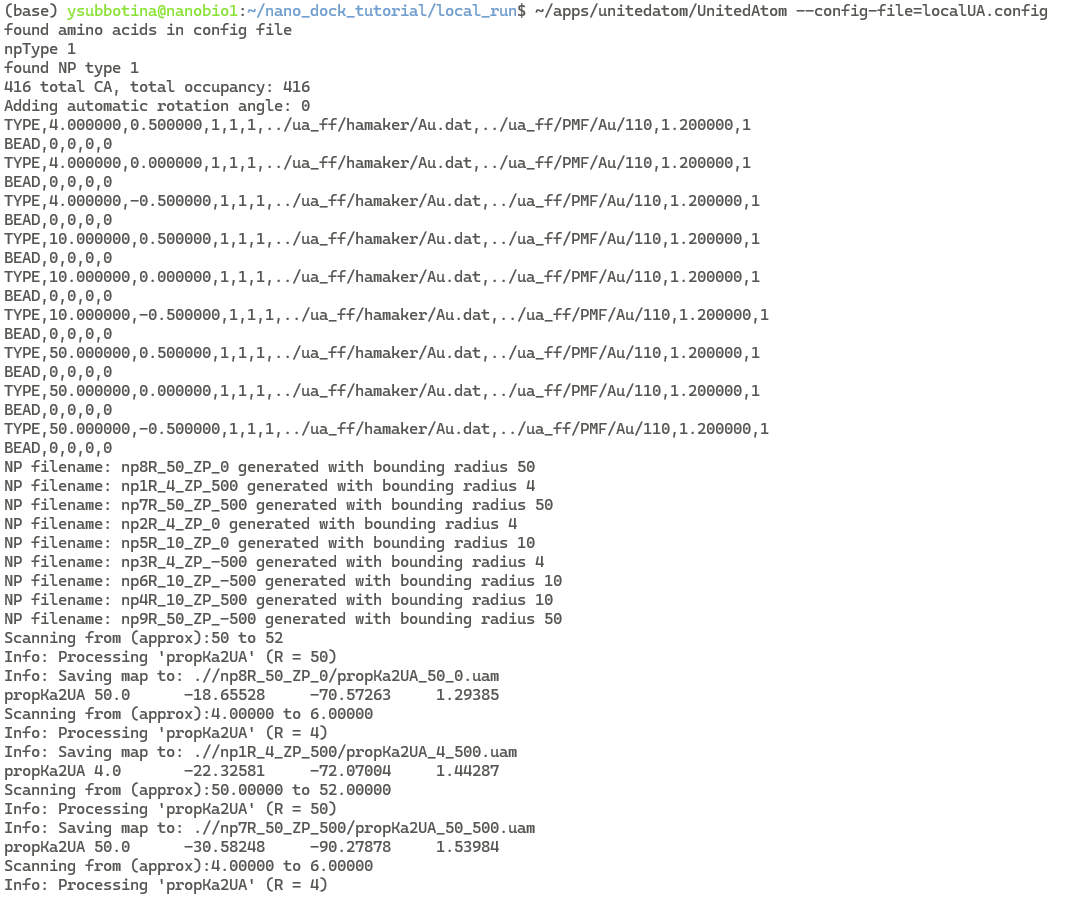 (base) ysubbotina@nanobio1:~/nano_dock_tutorial/local_run$ ~/apps/unitedatom/UnitedAtom --config-file=localUA.config
found amino acids in config file
npType 1
found NP type 1
416 total CA, total occupancy: 416
Adding automatic rotation angle: 0
TYPE,4.000000,0.500000,1,1,1,../ua_ff/hamaker/Au.dat,../ua_ff/PMF/Au/110,1.200000,1
BEAD,0,0,0,0
TYPE,4.000000,0.000000,1,1,1,../ua_ff/hamaker/Au.dat,../ua_ff/PMF/Au/110,1.200000,1
BEAD,0,0,0,0
TYPE,4.000000,-0.500000,1,1,1,../ua_ff/hamaker/Au.dat,../ua_ff/PMF/Au/110,1.200000,1
BEAD,0,0,0,0
TYPE,10.000000,0.500000,1,1,1,../ua_ff/hamaker/Au.dat,../ua_ff/PMF/Au/110,1.200000,1
BEAD,0,0,0,0
TYPE,10.000000,0.000000,1,1,1,../ua_ff/hamaker/Au.dat,../ua_ff/PMF/Au/110,1.200000,1
BEAD,0,0,0,0
TYPE,10.000000,-0.500000,1,1,1,../ua_ff/hamaker/Au.dat,../ua_ff/PMF/Au/110,1.200000,1
BEAD,0,0,0,0
TYPE,50.000000,0.500000,1,1,1,../ua_ff/hamaker/Au.dat,../ua_ff/PMF/Au/110,1.200000,1
BEAD,0,0,0,0
TYPE,50.000000,0.000000,1,1,1,../ua_ff/hamaker/Au.dat,../ua_ff/PMF/Au/110,1.200000,1
BEAD,0,0,0,0
TYPE,50.000000,-0.500000,1,1,1,../ua_ff/hamaker/Au.dat,../ua_ff/PMF/Au/110,1.200000,1
BEAD,0,0,0,0
NP filename: np8R_50_ZP_0 generated with bounding radius 50
NP filename: np1R_4_ZP_500 generated with bounding radius 4
NP filename: np7R_50_ZP_500 generated with bounding radius 50
NP filename: np2R_4_ZP_0 generated with bounding radius 4
NP filename: np5R_10_ZP_0 generated with bounding radius 10
NP filename: np3R_4_ZP_-500 generated with bounding radius 4
NP filename: np6R_10_ZP_-500 generated with bounding radius 10
NP filename: np4R_10_ZP_500 generated with bounding radius 10
NP filename: np9R_50_ZP_-500 generated with bounding radius 50
Scanning from (approx):50 to 52
Info: Processing 'propKa2UA' (R = 50)
Info: Saving map to: .//np8R_50_ZP_0/propKa2UA_50_0.uam
propKa2UA 50.0      -18.65528     -70.57263     1.29385
Scanning from (approx):4.00000 to 6.00000
Info: Processing 'propKa2UA' (R = 4)
Info: Saving map to: .//np1R_4_ZP_500/propKa2UA_4_500.uam
propKa2UA 4.0       -22.32581     -72.07004     1.44287
Scanning from (approx):50.00000 to 52.00000
Info: Processing 'propKa2UA' (R = 50)
Info: Saving map to: .//np7R_50_ZP_500/propKa2UA_50_500.uam
propKa2UA 50.0      -30.58248     -90.27878     1.53984
Scanning from (approx):4.00000 to 6.00000
Info: Processing 'propKa2UA' (R = 4)